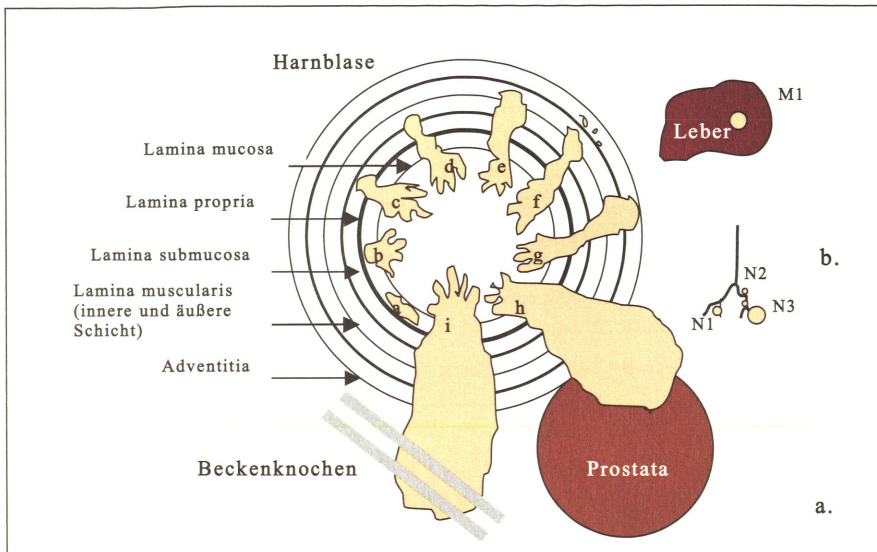 Harnblase
M1
Leber
Lamina mucosa
d
e
Lamina propria
c
f
Lamina submucosa
b
g
b.
Lamina muscularis
(innere und äußere
Schicht)
N2
N1
N3
a
i
h
Adventitia
Beckenknochen
Prostata
a.